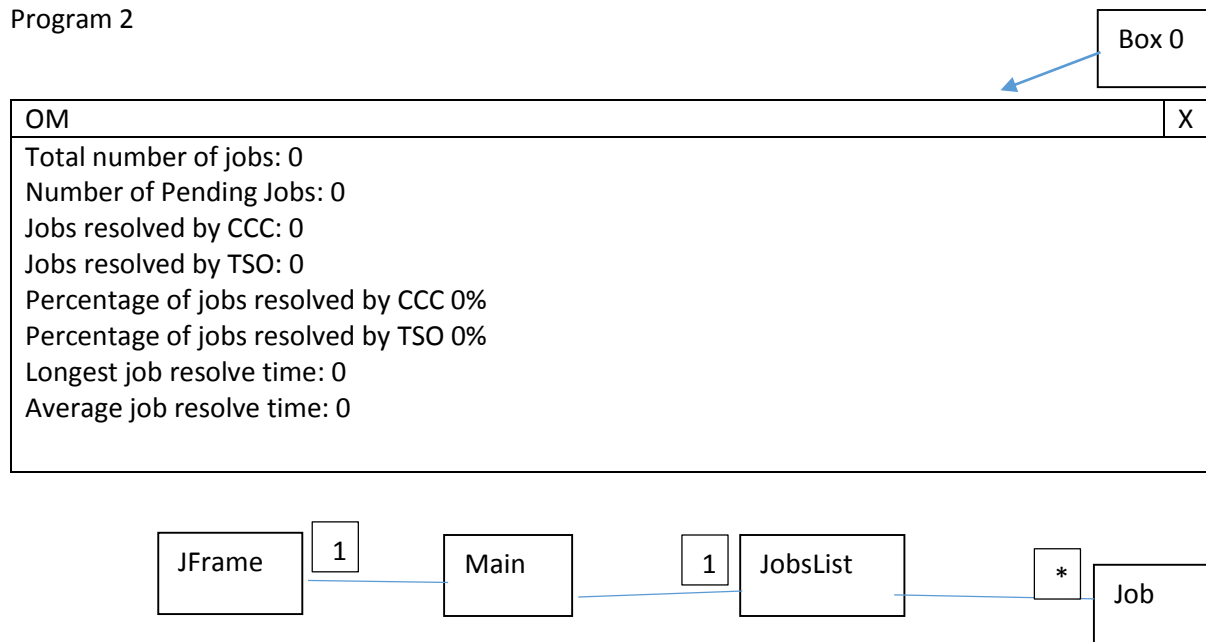 Program 2
Box 0
OM X
Total number of jobs: 0
Number of Pending Jobs: 0
Jobs resolved by CCC: 0
Jobs resolved by TSO: 0
Percentage of jobs resolved by CCC 0%
Percentage of jobs resolved by TSO 0%
Longest job resolve time: 0
Average job resolve time: 0
JFrame 1 Main 1 JobsList * Job